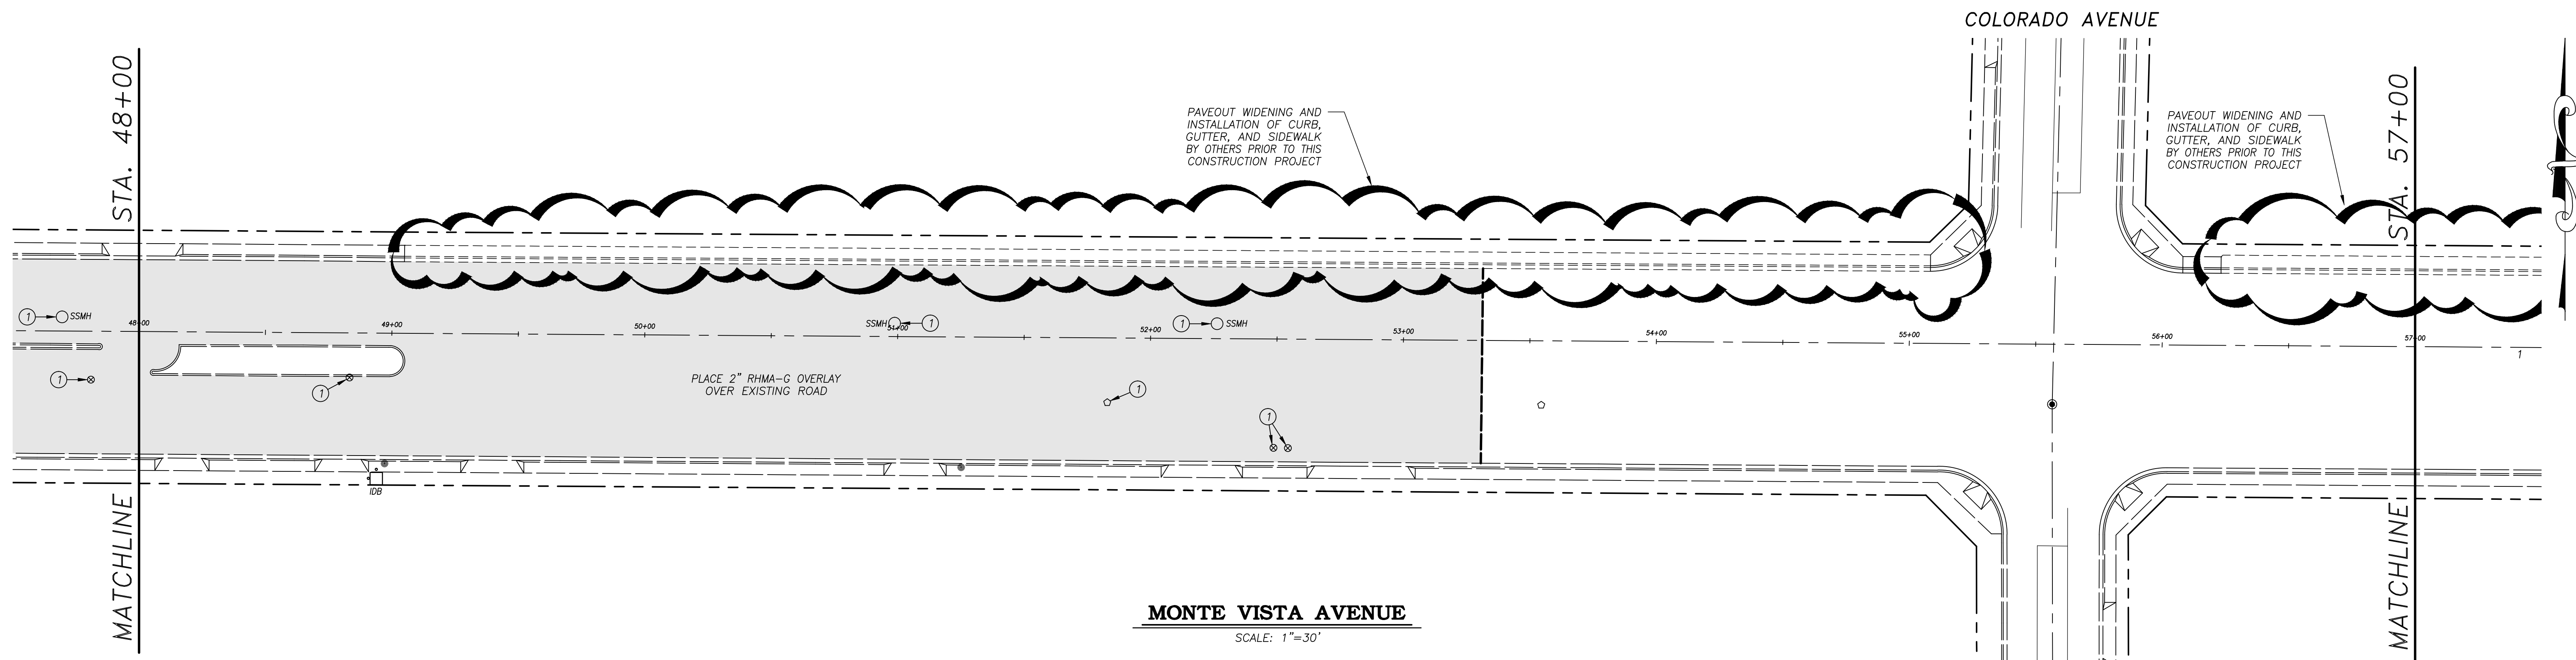 COLORADO AVENUE
STA. 48+00
MATCHLINE
PAVEOUT WIDENING AND
INSTALLATION OF CURB,
GUTTER, AND SIDEWALK
BY OTHERS PRIOR TO THIS
CONSTRUCTION PROJECT
PAVEOUT WIDENING AND
INSTALLATION OF CURB,
GUTTER, AND SIDEWALK
BY OTHERS PRIOR TO THIS
CONSTRUCTION PROJECT
STA. 57+00
MATCHLINE
1 SSMH
SSMH 1
1 SSMH
48+00
49+00
50+00
51+00
52+00
53+00
54+00
55+00
56+00
57+00
1
1
1
1
1
PLACE 2" RHMA-G OVERLAY
OVER EXISTING ROAD
IDB
MONTE VISTA AVENUE
SCALE: 1"=30'